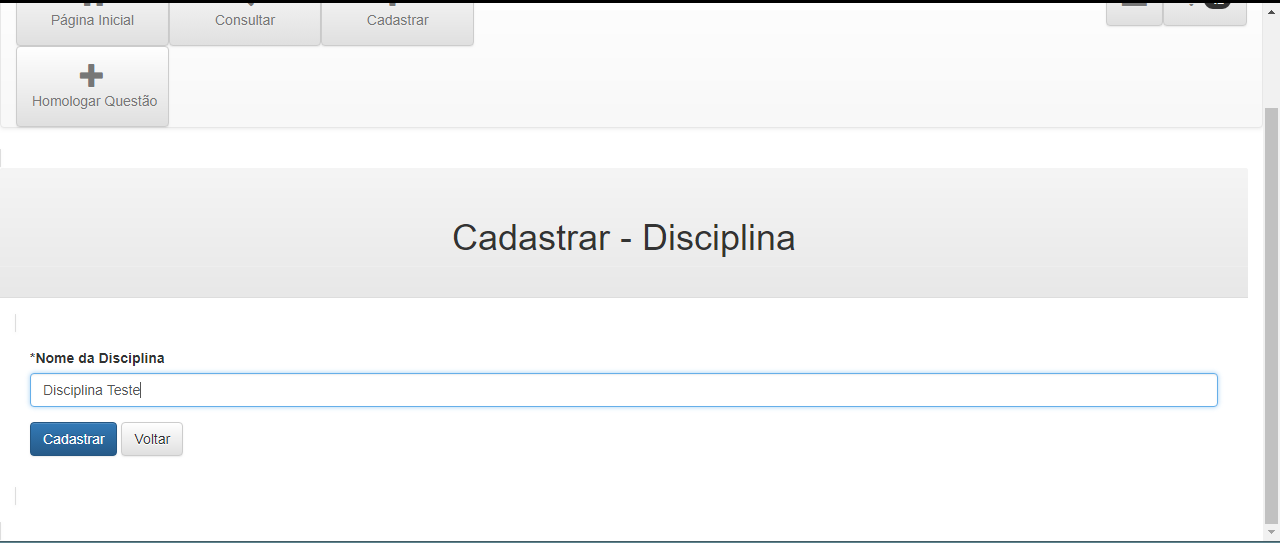 Página Inicial
Consultar
Cadastrar
Homologar Questão
Cadastrar - Disciplina
*Nome da Disciplina
Disciplina Teste
Cadastrar
Voltar